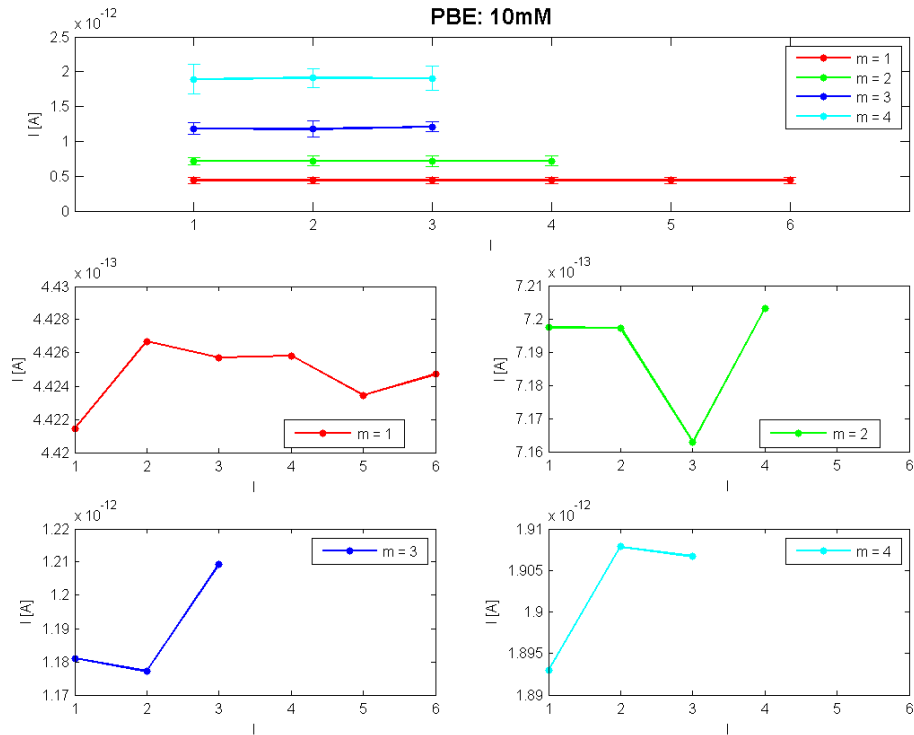 PBE: 10mM
x 10^-12
2.5
2
1.5
1
0.5
0
I [A]
1 2 3 4 5 6
l
m = 1
m = 2
m = 3
m = 4
x 10^-13
4.43
4.428
4.426
4.424
4.422
4.42
I [A]
1 2 3 4 5 6
l
m = 1
x 10^-13
7.21
7.2
7.19
7.18
7.17
7.16
I [A]
1 2 3 4 5 6
l
m = 2
x 10^-12
1.22
1.21
1.2
1.19
1.18
1.17
I [A]
1 2 3 4 5 6
l
m = 3
x 10^-12
1.91
1.905
1.9
1.895
1.89
I [A]
1 2 3 4 5 6
l
m = 4